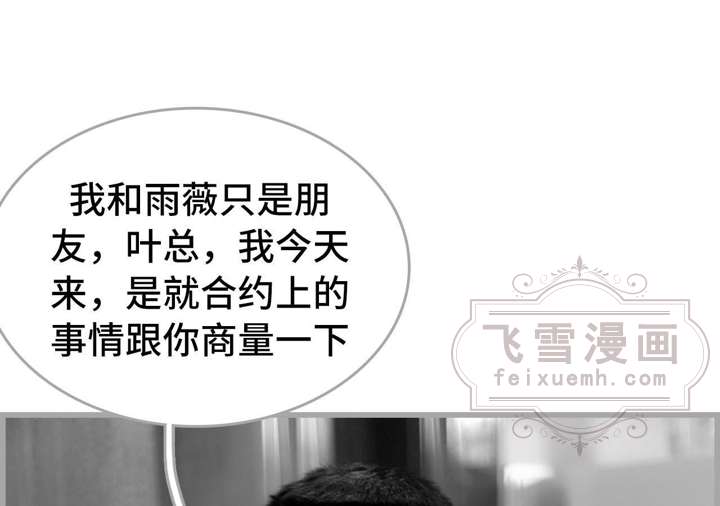 我和雨薇只是朋
友，叶总，我今天
来，是就合约上的
事情跟你商量一下
飞雪漫画
feixuemh.com